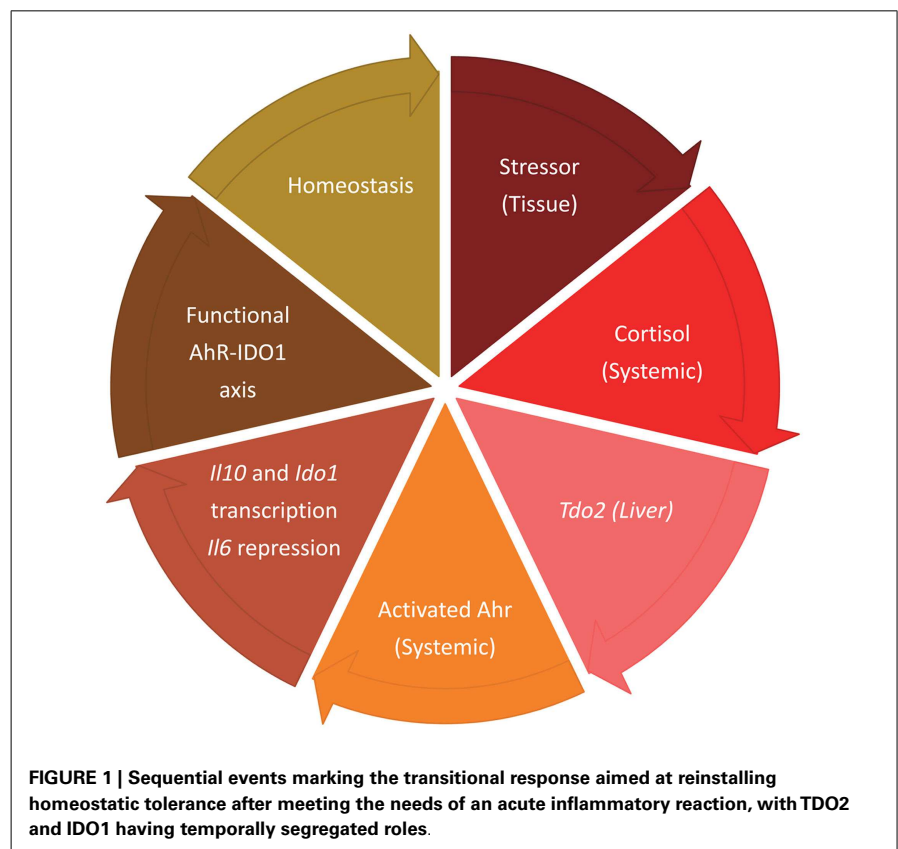 Homeostasis
Stressor
(Tissue)
Cortisol
(Systemic)
Tdo2 (Liver)
Activated Ahr
(Systemic)
Il10 and Ido1
transcription
Il6 repression
Functional
AhR-IDO1
axis
FIGURE 1 | Sequential events marking the transitional response aimed at reinstalling
homeostatic tolerance after meeting the needs of an acute inflammatory reaction, with TDO2
and IDO1 having temporally segregated roles.